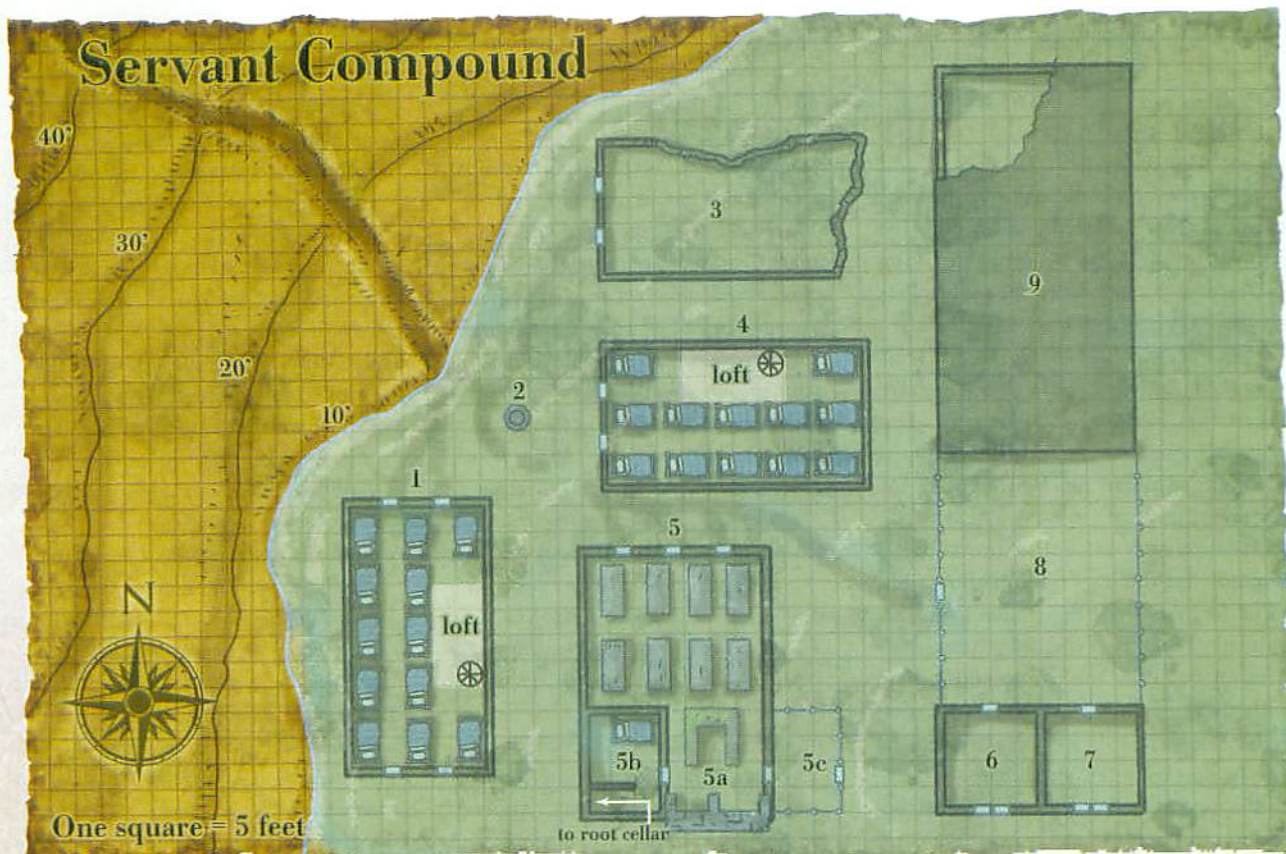 Servant Compound
40'
30'
3
9
4
20'
loft
2
10'
1
5
8
N
loft
5b
5a
5c
6
7
One square = 5 feet
to root cellar